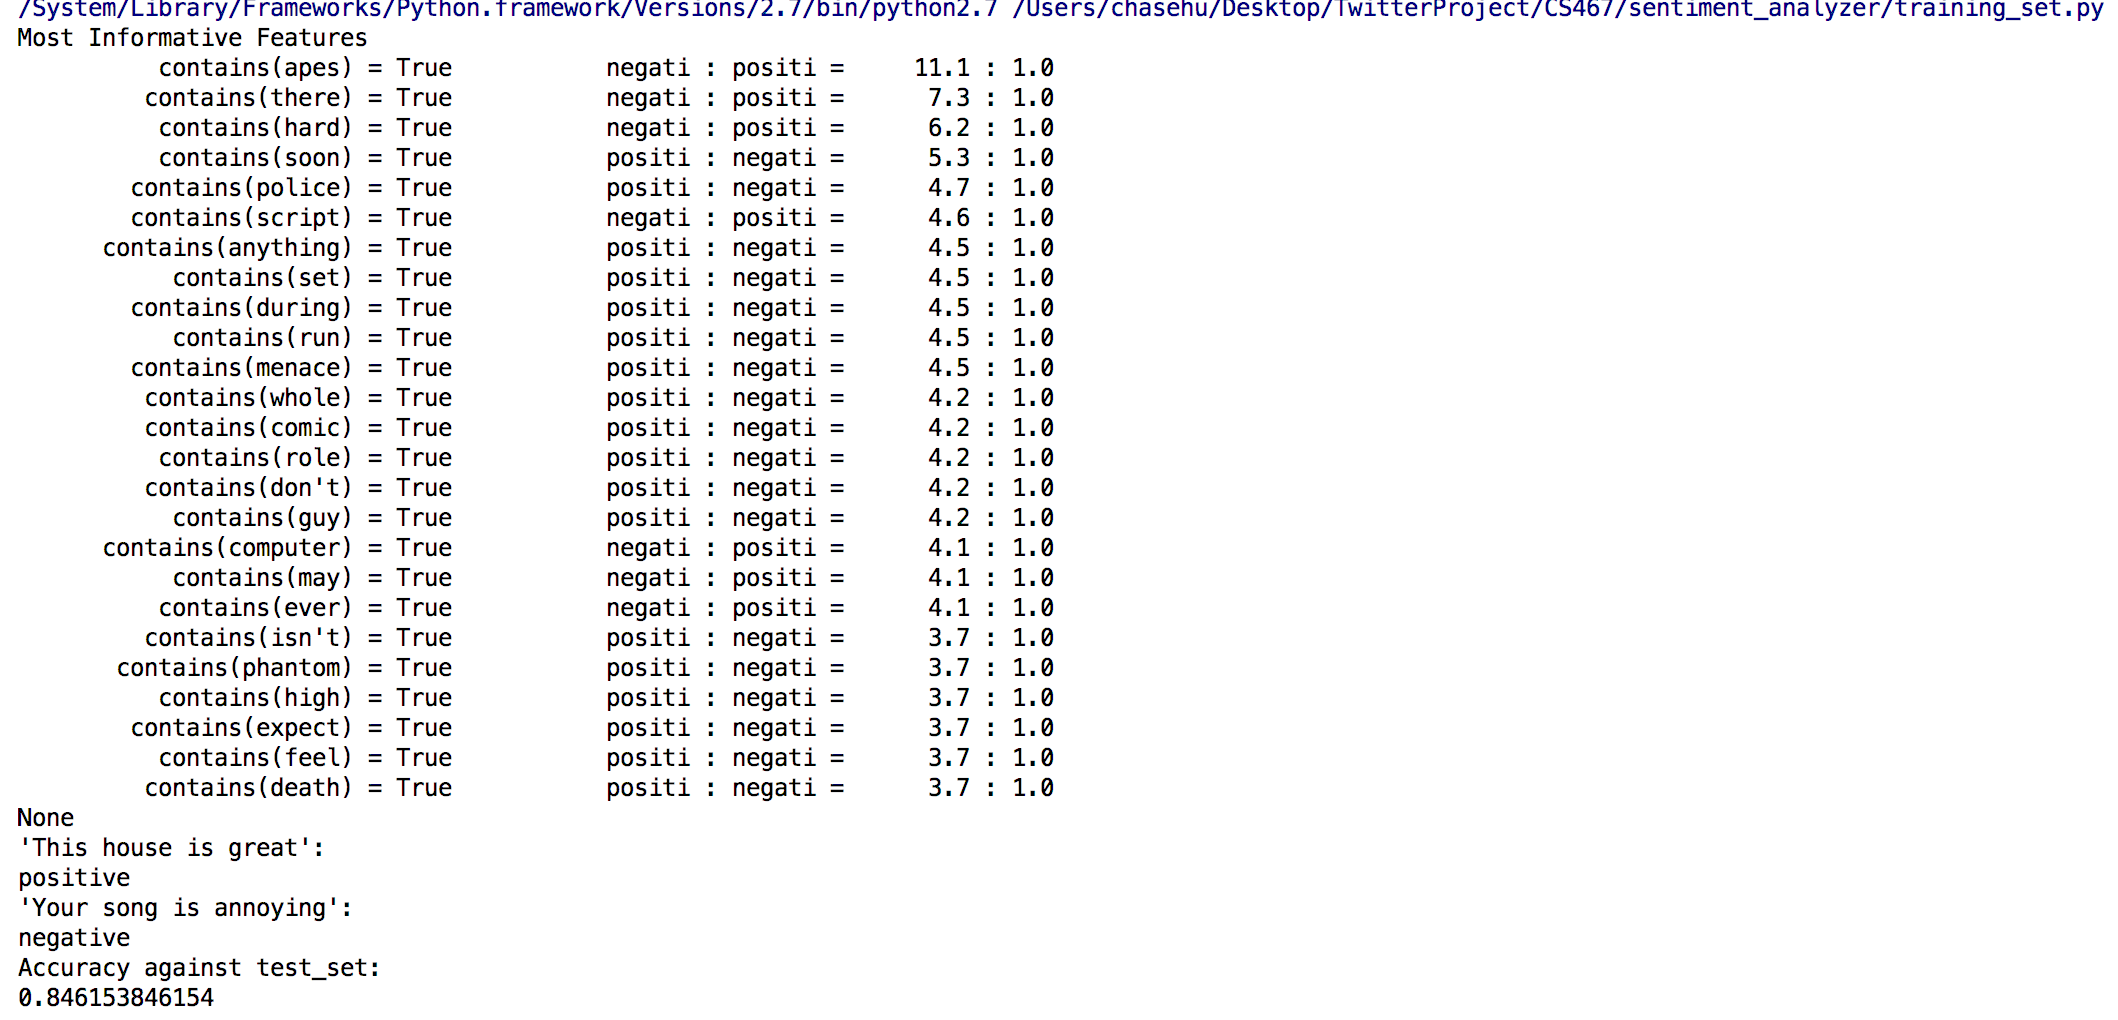 /System/Library/Frameworks/Python.framework/Versions/2.7/bin/python2.7 /Users/chasehu/Desktop/TwitterProject/CS467/sentiment_analyzer/training_set.py
Most Informative Features
contains(apes) = True negati : positi = 11.1 : 1.0
contains(there) = True negati : positi = 7.3 : 1.0
contains(hard) = True negati : positi = 6.2 : 1.0
contains(soon) = True positi : negati = 5.3 : 1.0
contains(police) = True positi : negati = 4.7 : 1.0
contains(script) = True negati : positi = 4.6 : 1.0
contains(anything) = True positi : negati = 4.5 : 1.0
contains(set) = True positi : negati = 4.5 : 1.0
contains(during) = True positi : negati = 4.5 : 1.0
contains(run) = True positi : negati = 4.5 : 1.0
contains(menace) = True positi : negati = 4.5 : 1.0
contains(whole) = True positi : negati = 4.2 : 1.0
contains(comic) = True positi : negati = 4.2 : 1.0
contains(role) = True positi : negati = 4.2 : 1.0
contains(don't) = True positi : negati = 4.2 : 1.0
contains(guy) = True positi : negati = 4.2 : 1.0
contains(computer) = True negati : positi = 4.1 : 1.0
contains(may) = True negati : positi = 4.1 : 1.0
contains(ever) = True negati : positi = 4.1 : 1.0
contains(isn't) = True positi : negati = 3.7 : 1.0
contains(phantom) = True positi : negati = 3.7 : 1.0
contains(high) = True positi : negati = 3.7 : 1.0
contains(expect) = True positi : negati = 3.7 : 1.0
contains(feel) = True positi : negati = 3.7 : 1.0
contains(death) = True positi : negati = 3.7 : 1.0
None
'This house is great':
positive
'Your song is annoying':
negative
Accuracy against test_set:
0.846153846154